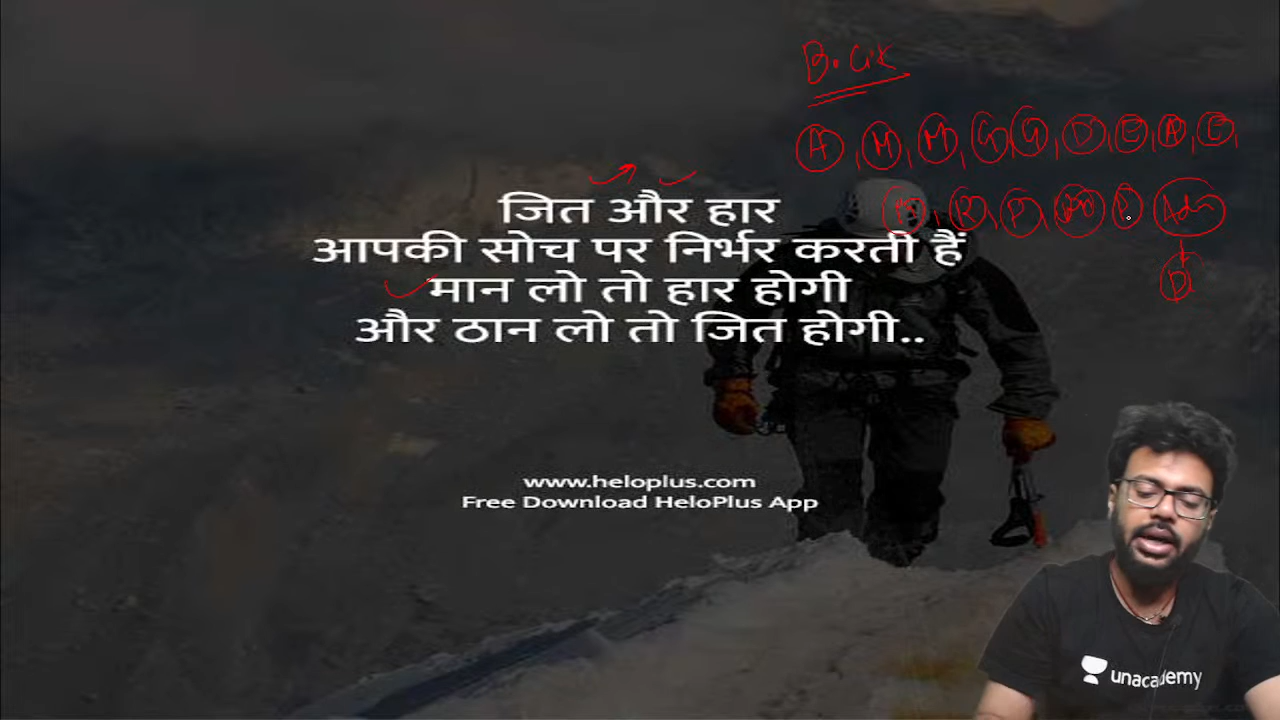 जित और हार
आपकी सोच पर निर्भर करती हैं
मान लो तो हार होगी
और ठान लो तो जित होगी..
www.heloplus.com
Free Download HeloPlus App
A, M, M, G, G, D, E, A, C,
R, P,
D
unacademy